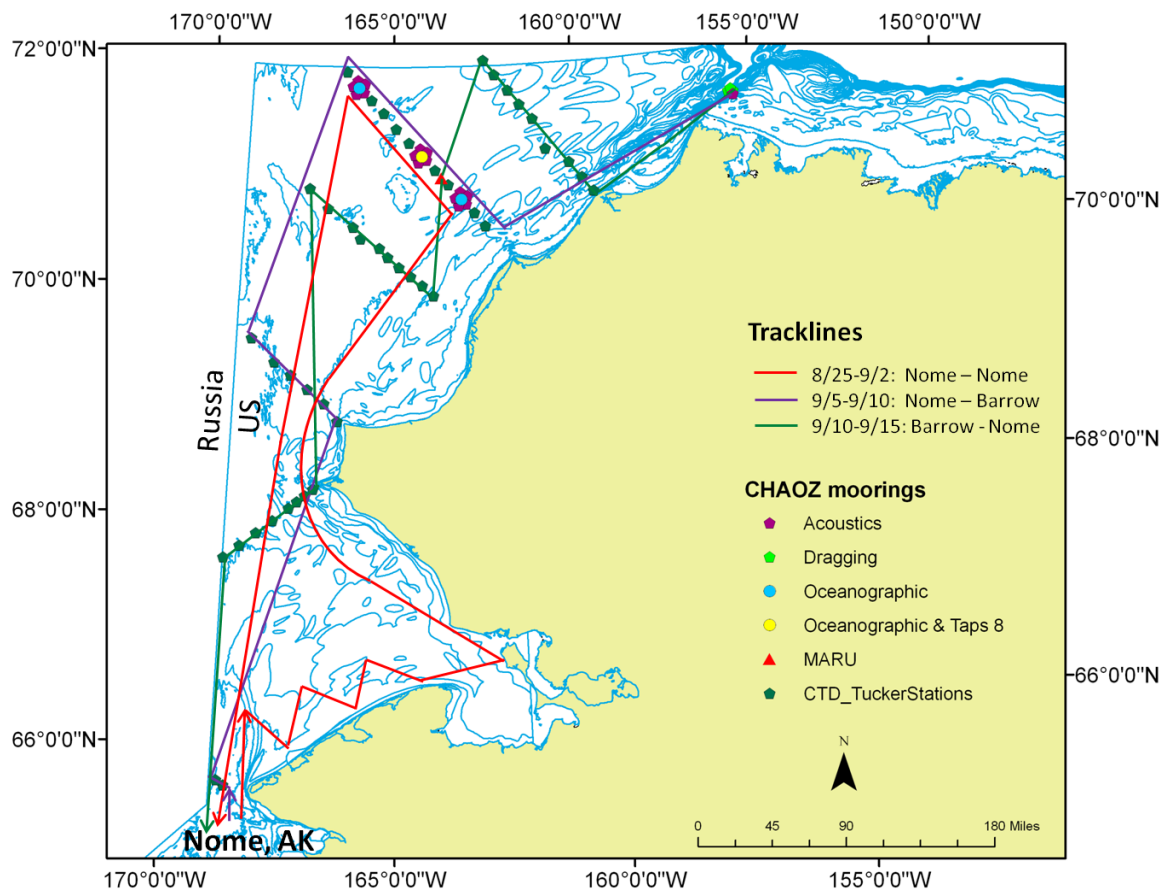 170°0'0"W 165°0'0"W 160°0'0"W 155°0'0"W 150°0'0"W
72°0'0"N
70°0'0"N
70°0'0"N
Tracklines
8/25-9/2: Nome – Nome
9/5-9/10: Nome – Barrow
9/10-9/15: Barrow - Nome
Russia
US
68°0'0"N
CHAOZ moorings
68°0'0"N
Acoustics
Dragging
Oceanographic
Oceanographic & Taps 8
MARU
66°0'0"N
CTD_TuckerStations
66°0'0"N
N
Nome, AK
0 45 90 180 Miles
170°0'0"W 165°0'0"W 160°0'0"W 155°0'0"W